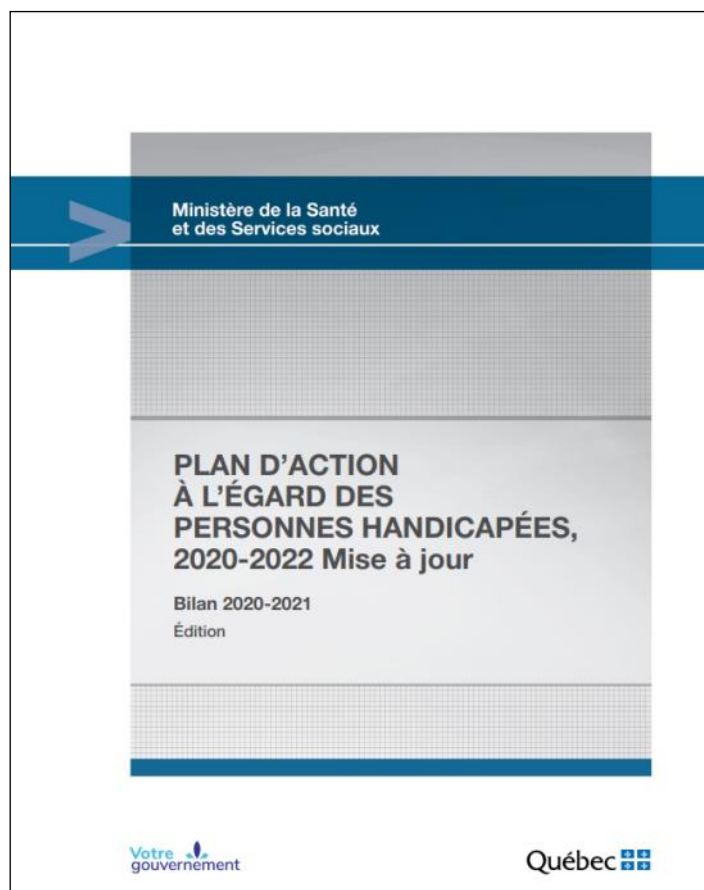 Ministère de la Santé
et des Services sociaux
PLAN D'ACTION
À L'ÉGARD DES
PERSONNES HANDICAPÉES,
2020-2022 Mise à jour
Bilan 2020-2021
Édition
Votre
gouvernement
Québec